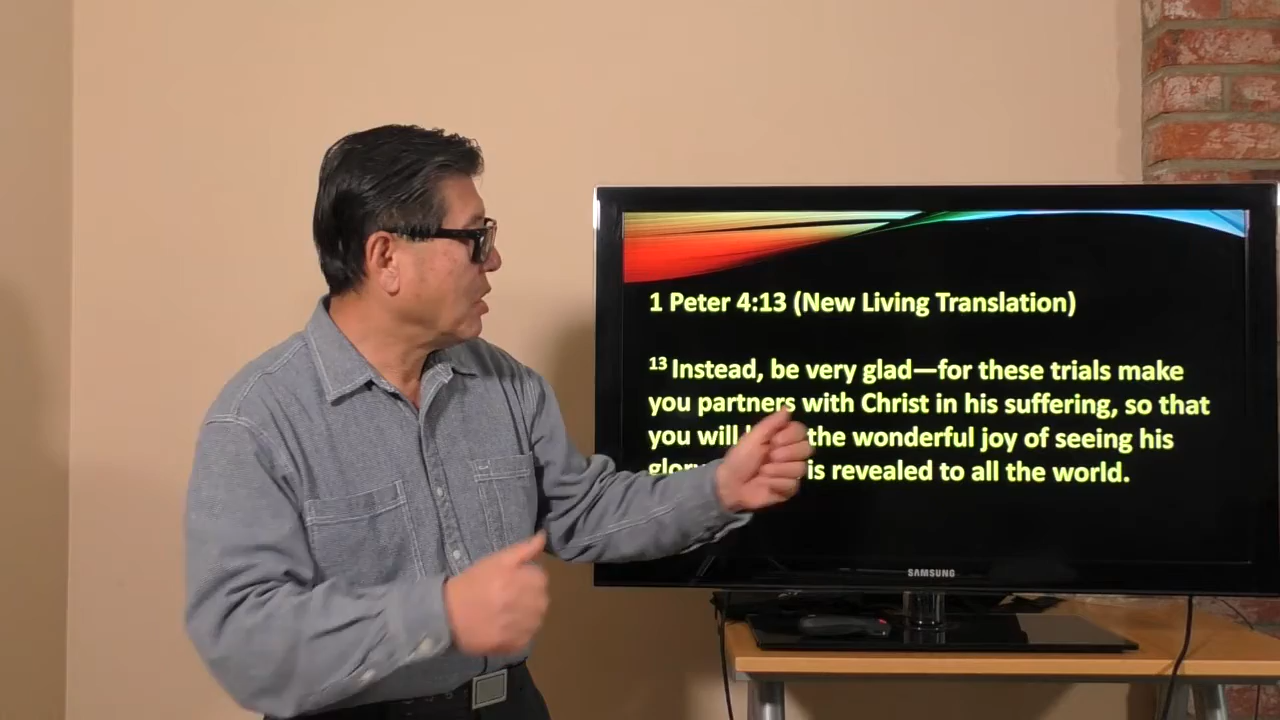 1 Peter 4:13 (New Living Translation)
13 Instead, be very glad—for these trials make
you partners with Christ in his suffering, so that
you will the wonderful joy of seeing his
glory is revealed to all the world.
SAMSUNG